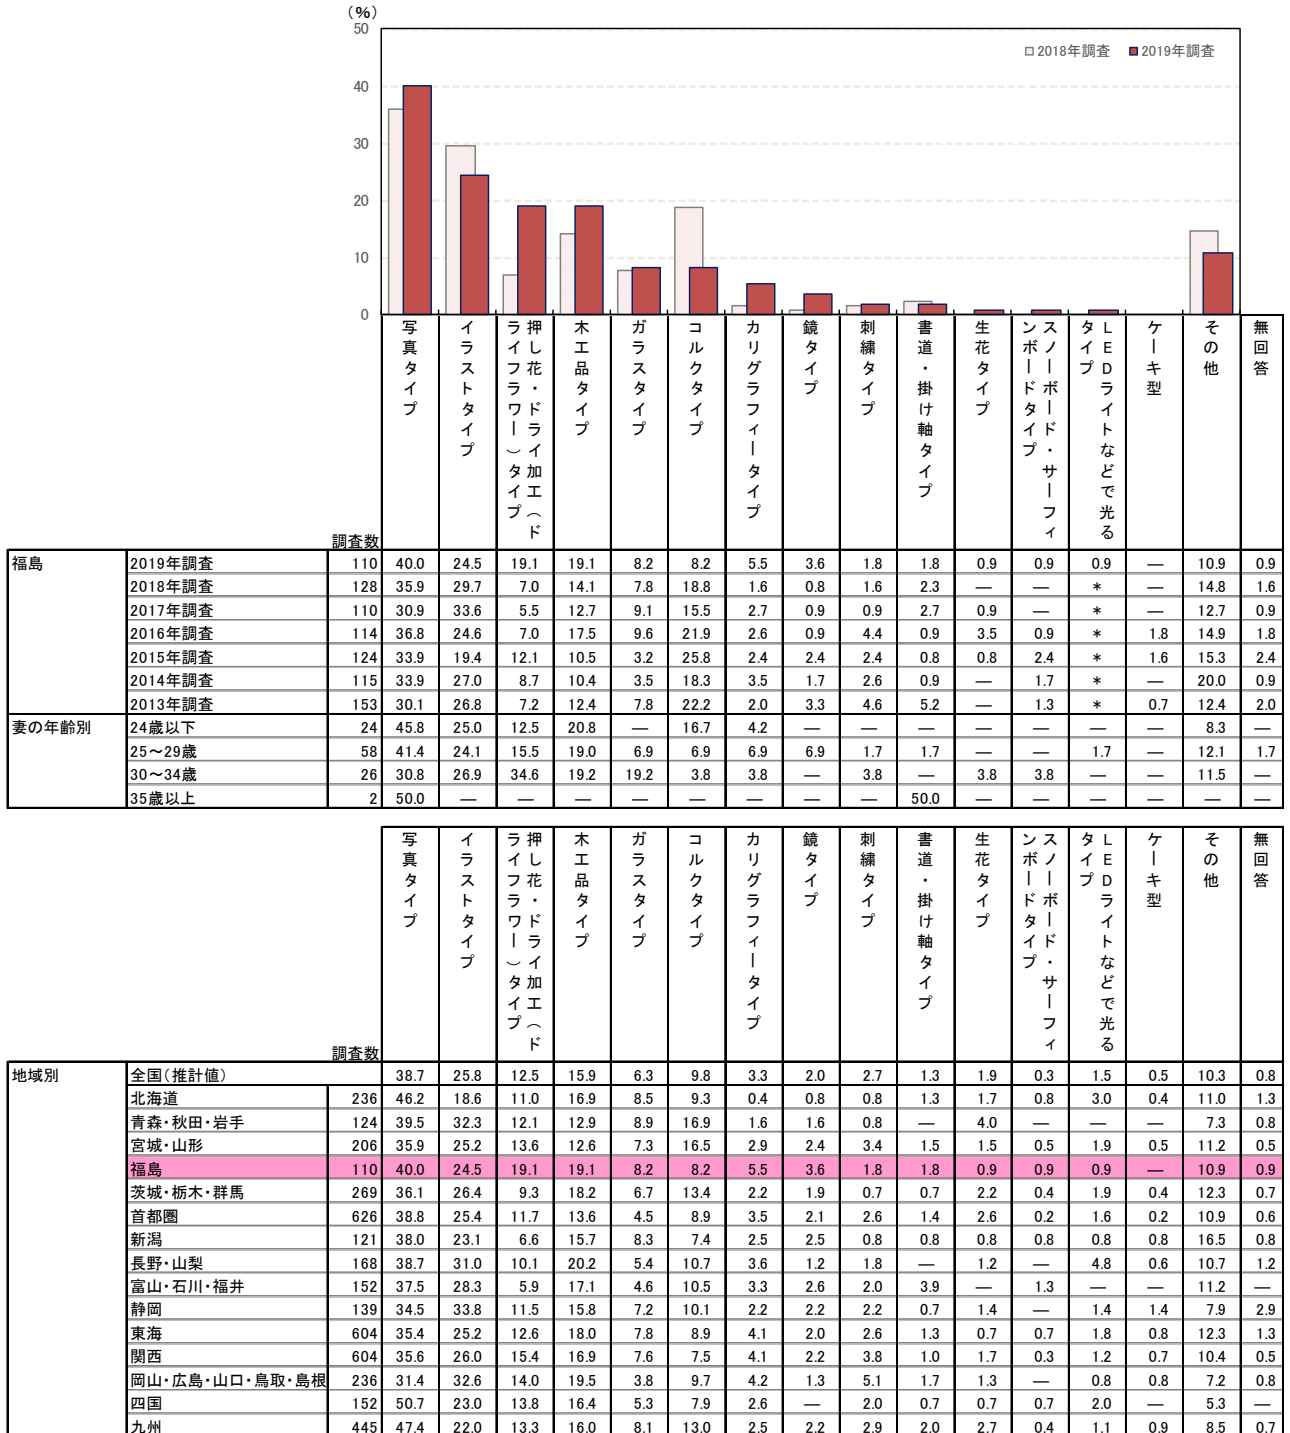 (%)
50
40
30
20
10
0
2018年調査 2019年調査
調査数 写真タイプ イラストタイプ 押し花・ドライ加工(ドライフラワー)タイプ 木工品タイプ ガラスタイプ コルクタイプ カリグラフィータイプ 鏡タイプ 刺繍タイプ 書道・掛け軸タイプ 生花タイプ スノーボード・サーフィンボードタイプ LEDライトなどで光るタイプ ケーキ型 その他 無回答
福島 2019年調査 110 40.0 24.5 19.1 19.1 8.2 8.2 5.5 3.6 1.8 1.8 0.9 0.9 0.9 — 10.9 0.9
2018年調査 128 35.9 29.7 7.0 14.1 7.8 18.8 1.6 0.8 1.6 2.3 — — * — 14.8 1.6
2017年調査 110 30.9 33.6 5.5 12.7 9.1 15.5 2.7 0.9 0.9 2.7 0.9 — * — 12.7 0.9
2016年調査 114 36.8 24.6 7.0 17.5 9.6 21.9 2.6 0.9 4.4 0.9 3.5 0.9 * 1.8 14.9 1.8
2015年調査 124 33.9 19.4 12.1 10.5 3.2 25.8 2.4 2.4 2.4 0.8 0.8 2.4 * 1.6 15.3 2.4
2014年調査 115 33.9 27.0 8.7 10.4 3.5 18.3 3.5 1.7 2.6 0.9 — 1.7 * — 20.0 0.9
2013年調査 153 30.1 26.8 7.2 12.4 7.8 22.2 2.0 3.3 4.6 5.2 — 1.3 * 0.7 12.4 2.0
妻の年齢別 24歳以下 24 45.8 25.0 12.5 20.8 — 16.7 4.2 — — — — — — — 8.3 —
25〜29歳 58 41.4 24.1 15.5 19.0 6.9 6.9 6.9 6.9 1.7 1.7 — — 1.7 — 12.1 1.7
30〜34歳 26 30.8 26.9 34.6 19.2 19.2 3.8 3.8 — 3.8 — 3.8 3.8 — — 11.5 —
35歳以上 2 50.0 — — — — — — — — 50.0 — — — — — —
調査数 写真タイプ イラストタイプ 押し花・ドライ加工(ドライフラワー)タイプ 木工品タイプ ガラスタイプ コルクタイプ カリグラフィータイプ 鏡タイプ 刺繍タイプ 書道・掛け軸タイプ 生花タイプ スノーボード・サーフィンボードタイプ LEDライトなどで光るタイプ ケーキ型 その他 無回答
地域別 全国(推計値) 38.7 25.8 12.5 15.9 6.3 9.8 3.3 2.0 2.7 1.3 1.9 0.3 1.5 0.5 10.3 0.8
北海道 236 46.2 18.6 11.0 16.9 8.5 9.3 0.4 0.8 0.8 1.3 1.7 0.8 3.0 0.4 11.0 1.3
青森・秋田・岩手 124 39.5 32.3 12.1 12.9 8.9 16.9 1.6 1.6 0.8 — 4.0 — — — 7.3 0.8
宮城・山形 206 35.9 25.2 13.6 12.6 7.3 16.5 2.9 2.4 3.4 1.5 1.5 0.5 1.9 0.5 11.2 0.5
福島 110 40.0 24.5 19.1 19.1 8.2 8.2 5.5 3.6 1.8 1.8 0.9 0.9 0.9 — 10.9 0.9
茨城・栃木・群馬 269 36.1 26.4 9.3 18.2 6.7 13.4 2.2 1.9 0.7 0.7 2.2 0.4 1.9 0.4 12.3 0.7
首都圏 626 38.8 25.4 11.7 13.6 4.5 8.9 3.5 2.1 2.6 1.4 2.6 0.2 1.6 0.2 10.9 0.6
新潟 121 38.0 23.1 6.6 15.7 8.3 7.4 2.5 2.5 0.8 0.8 0.8 0.8 0.8 0.8 16.5 0.8
長野・山梨 168 38.7 31.0 10.1 20.2 5.4 10.7 3.6 1.2 1.8 — 1.2 — 4.8 0.6 10.7 1.2
富山・石川・福井 152 37.5 28.3 5.9 17.1 4.6 10.5 3.3 2.6 2.0 3.9 — 1.3 — — 11.2 —
静岡 139 34.5 33.8 11.5 15.8 7.2 10.1 2.2 2.2 2.2 0.7 1.4 — 1.4 1.4 7.9 2.9
東海 604 35.4 25.2 12.6 18.0 7.8 8.9 4.1 2.0 2.6 1.3 0.7 0.7 1.8 0.8 12.3 1.3
関西 604 35.6 26.0 15.4 16.9 7.6 7.5 4.1 2.2 3.8 1.0 1.7 0.3 1.2 0.7 10.4 0.5
岡山・広島・山口・鳥取・島根 236 31.4 32.6 14.0 19.5 3.8 9.7 4.2 1.3 5.1 1.7 1.3 — 0.8 0.8 7.2 0.8
四国 152 50.7 23.0 13.8 16.4 5.3 7.9 2.6 — 2.0 0.7 0.7 0.7 2.0 — 5.3 —
九州 445 47.4 22.0 13.3 16.0 8.1 13.0 2.5 2.2 2.9 2.0 2.7 0.4 1.1 0.9 8.5 0.7